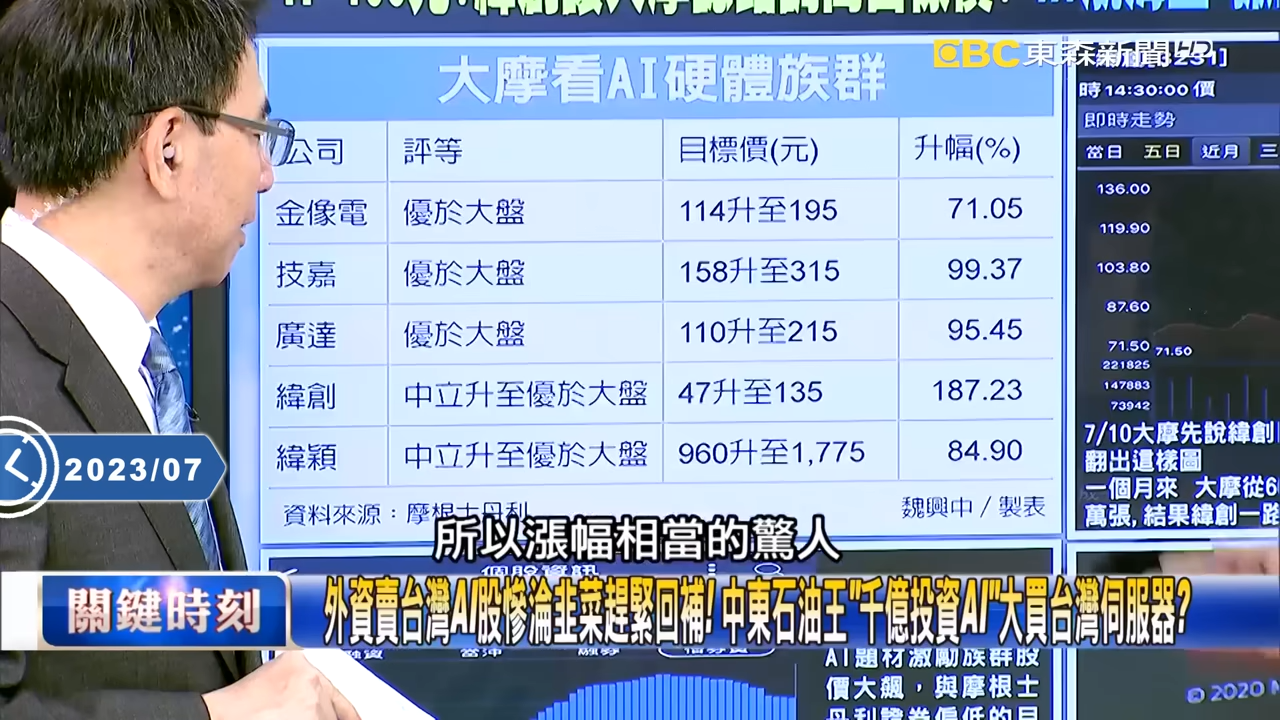 EBC 東森新聞 HD
大摩看AI硬體族群
公司 評等 目標價(元) 升幅(%)
金像電 優於大盤 114升至195 71.05
技嘉 優於大盤 158升至315 99.37
廣達 優於大盤 110升至215 95.45
緯創 中立升至優於大盤 47升至135 187.23
緯穎 中立升至優於大盤 960升至1,775 84.90
資料來源：摩根士丹利
魏興中 / 製表
時 14:30:00 價
即時走勢
當日 五日 近月 三
136.00
119.90
103.80
87.60
71.50 71.50
221825
147883
73942
7/10大摩先說緯創
翻出這樣圖
一個月來 大摩從6
萬張,結果緯創一路
2023/07
所以漲幅相當的驚人
個股資訊
關鍵時刻
外資賣台灣AI股慘淪韭菜趕緊回補! 中東石油王"千億投資AI"大買台灣伺服器?
AI題材激勵族群股
價大飆，與摩根士
© 2020